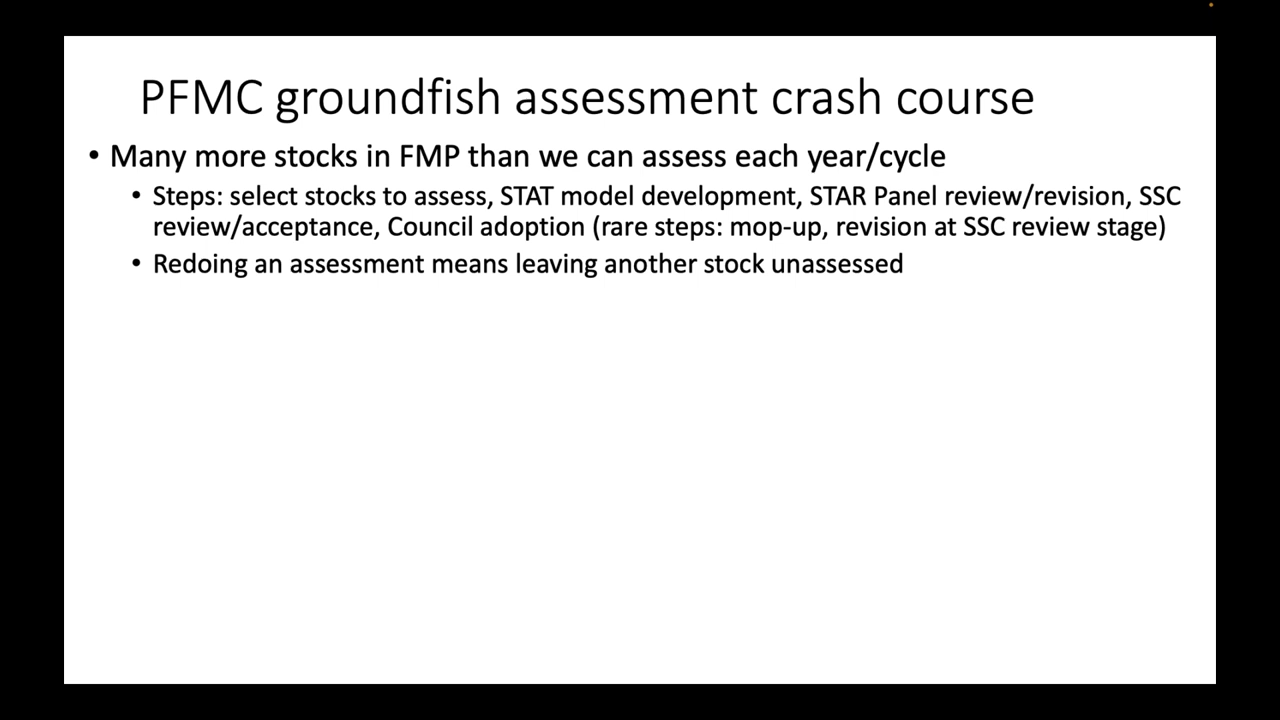 PFMC groundfish assessment crash course
• Many more stocks in FMP than we can assess each year/cycle
• Steps: select stocks to assess, STAT model development, STAR Panel review/revision, SSC
review/acceptance, Council adoption (rare steps: mop-up, revision at SSC review stage)
• Redoing an assessment means leaving another stock unassessed